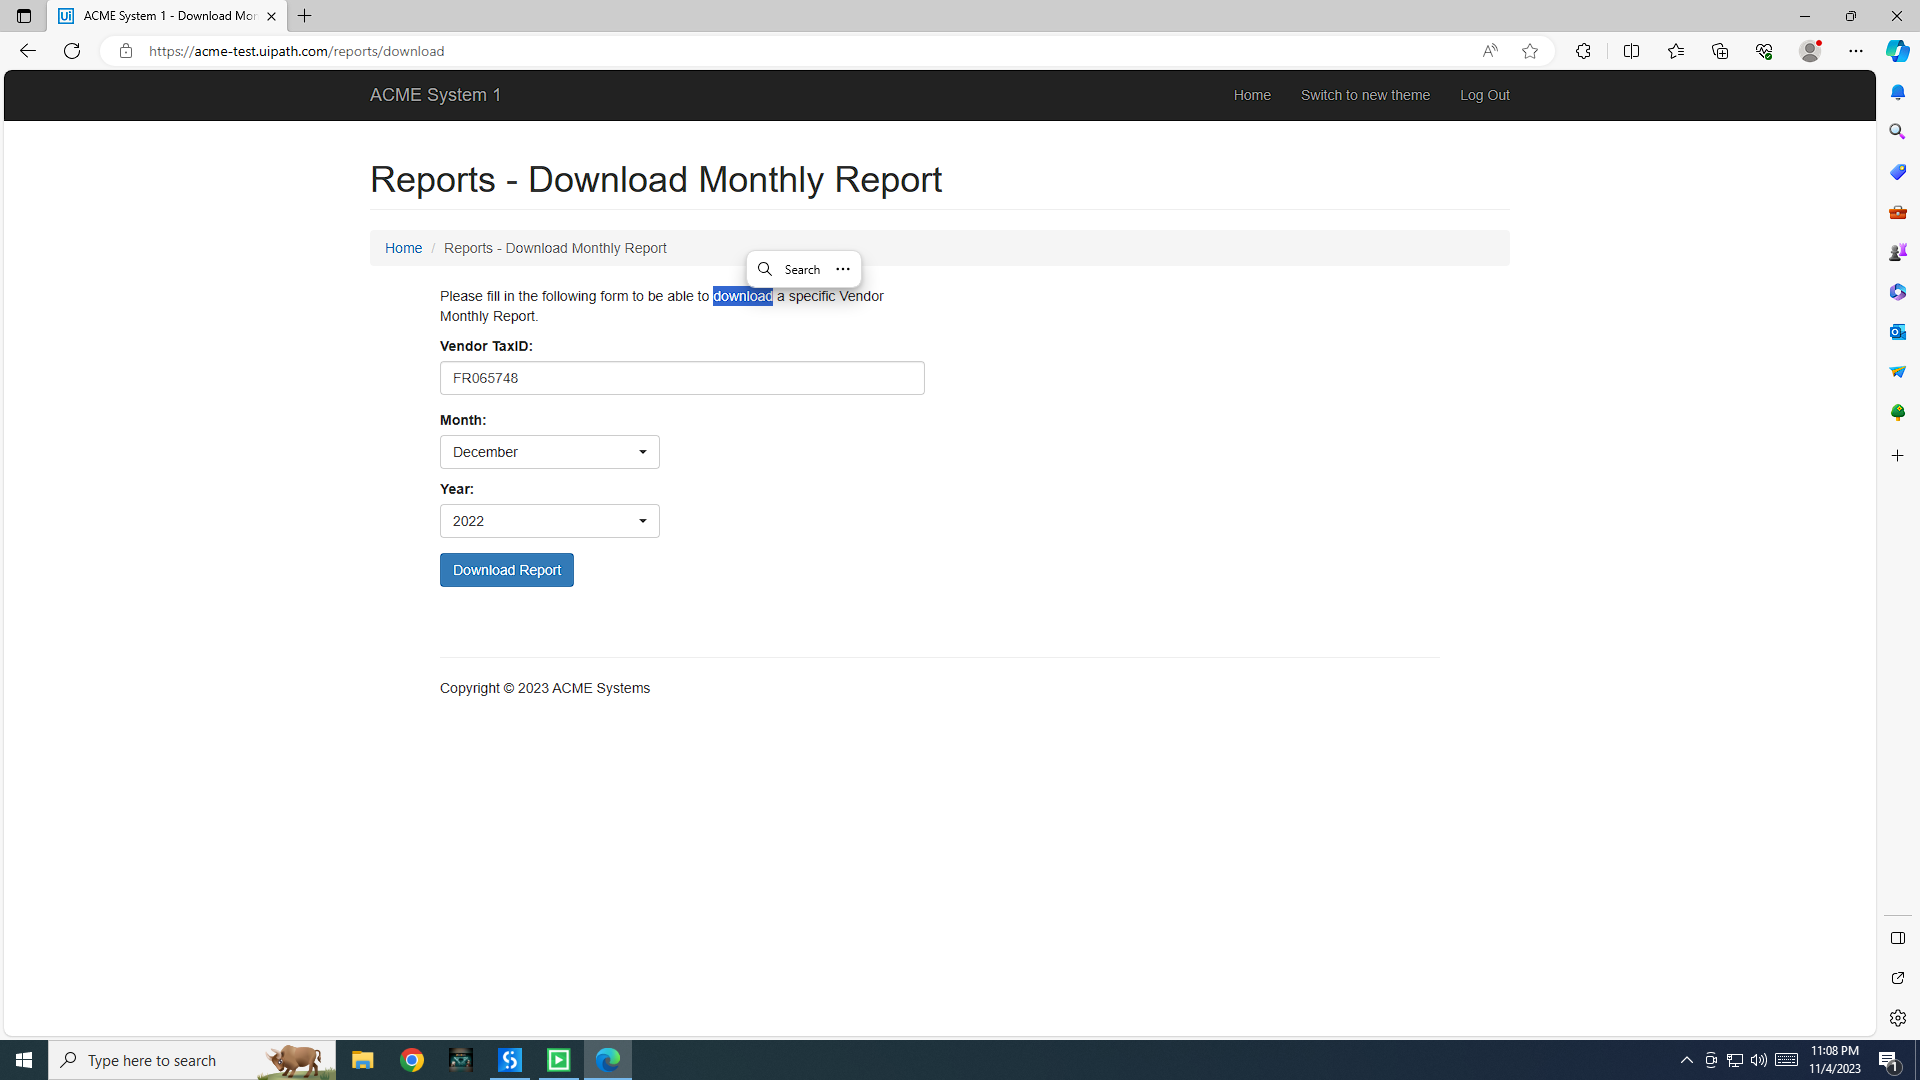 ACME System 1 - Download Mon
https://acme-test.uipath.com/reports/download
ACME System 1
Home
Switch to new theme
Log Out
Reports - Download Monthly Report
Home / Reports - Download Monthly Report
Search
Please fill in the following form to be able to download a specific Vendor
Monthly Report.
Vendor TaxID:
FR065748
Month:
December
Year:
2022
Download Report
Copyright © 2023 ACME Systems
Type here to search
11:08 PM
11/4/2023
1